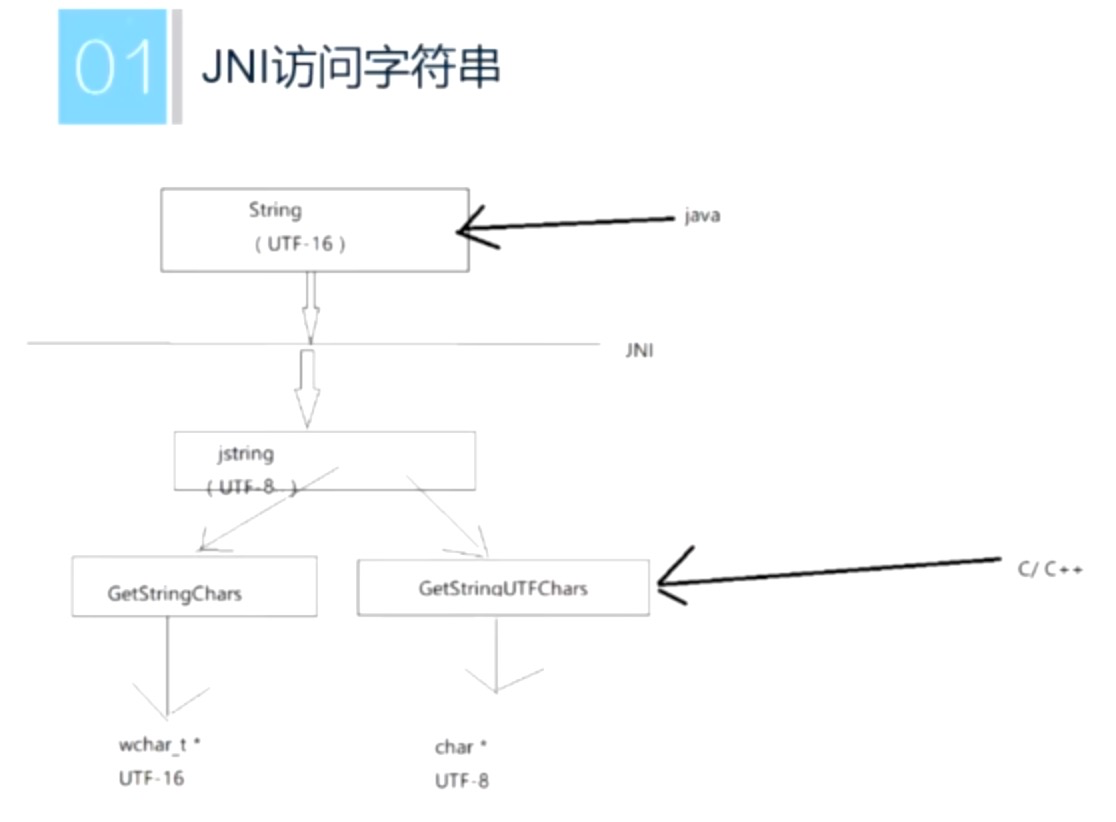 01
JNI访问字符串
String
( UTF-16 )
java
JNI
jstring
( UTF-8 )
GetStringChars
GetStringUTFChars
C/ C++
wchar_t *
UTF-16
char *
UTF-8